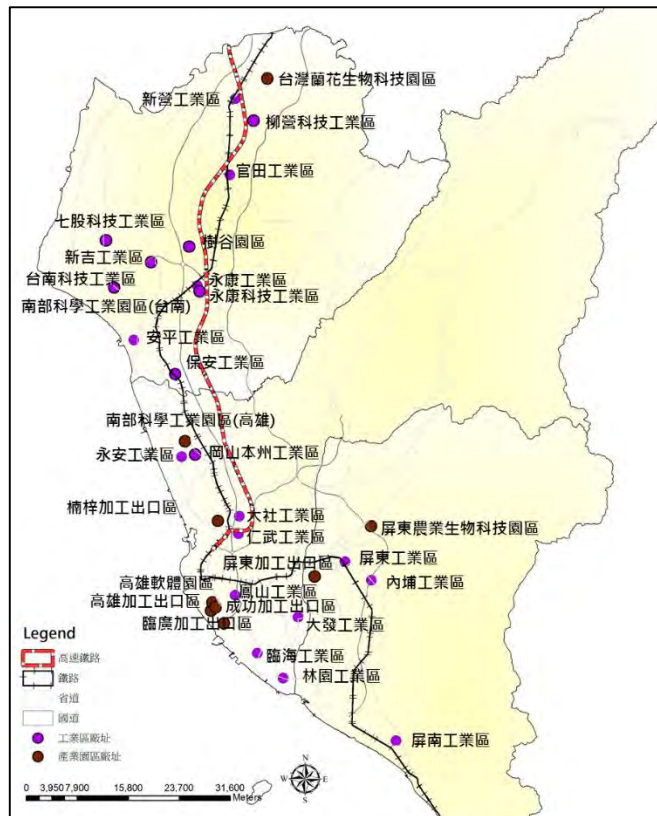 台灣蘭花生物科技園區
新營工業區
柳營科技工業區
官田工業區
七股科技工業區
樹谷園區
新吉工業區
台南科技工業區
永康工業區
永康科技工業區
南部科學工業園區(台南)
安平工業區
保安工業區
南部科學工業園區(高雄)
永安工業區
岡山本州工業區
楠梓加工出口區
大社工業區
仁武工業區
屏東農業生物科技園區
屏東加工出口區
屏東工業區
內埔工業區
高雄軟體園區
鳳山工業區
高雄加工出口區
成功加工出口區
臨廣加工出口區
大發工業區
臨海工業區
林園工業區
屏南工業區
Legend
高速鐵路
鐵路
省道
國道
工業區廠址
產業園區廠址
0 3,950 7,900 15,800 23,700 31,600
Meters
N
W E
S